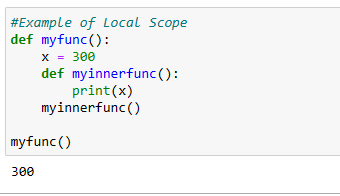 #Example of Local Scope
def myfunc():
    x = 300
    def myinnerfunc():
        print(x)
    myinnerfunc()

myfunc()
300